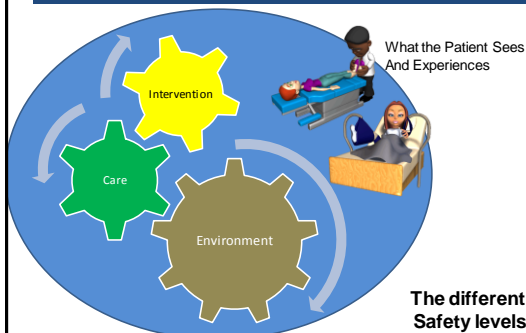 What the Patient Sees
And Experiences
Intervention
Care
Environment
The different
Safety levels